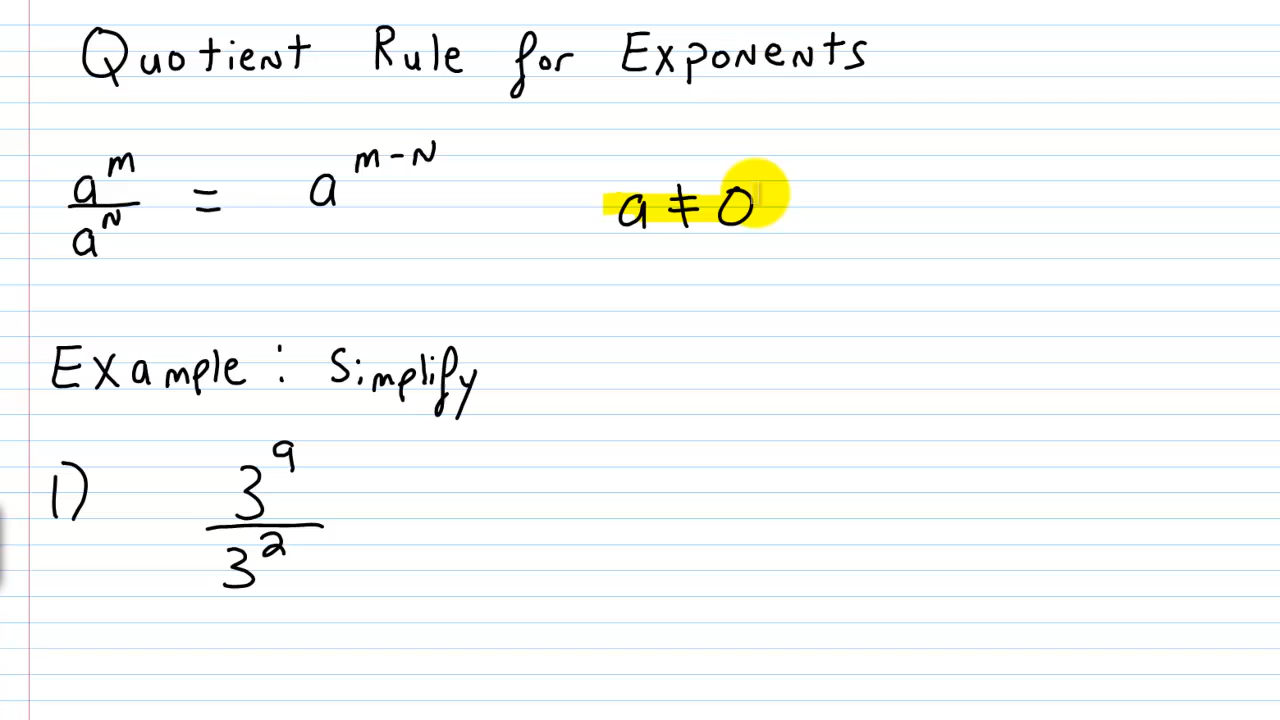 Quotient Rule for Exponents
a^m/a^n = a^(m-n) a ≠ 0
Example: Simplify
1) 3^9/3^2